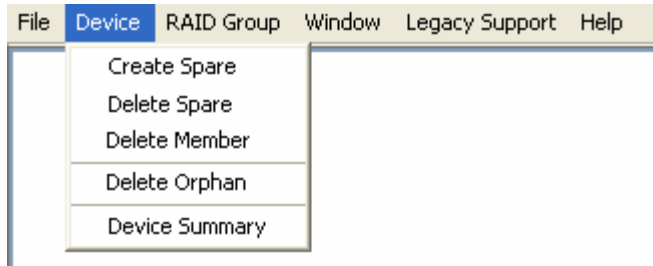 File Device RAID Group Window Legacy Support Help
Create Spare
Delete Spare
Delete Member
Delete Orphan
Device Summary